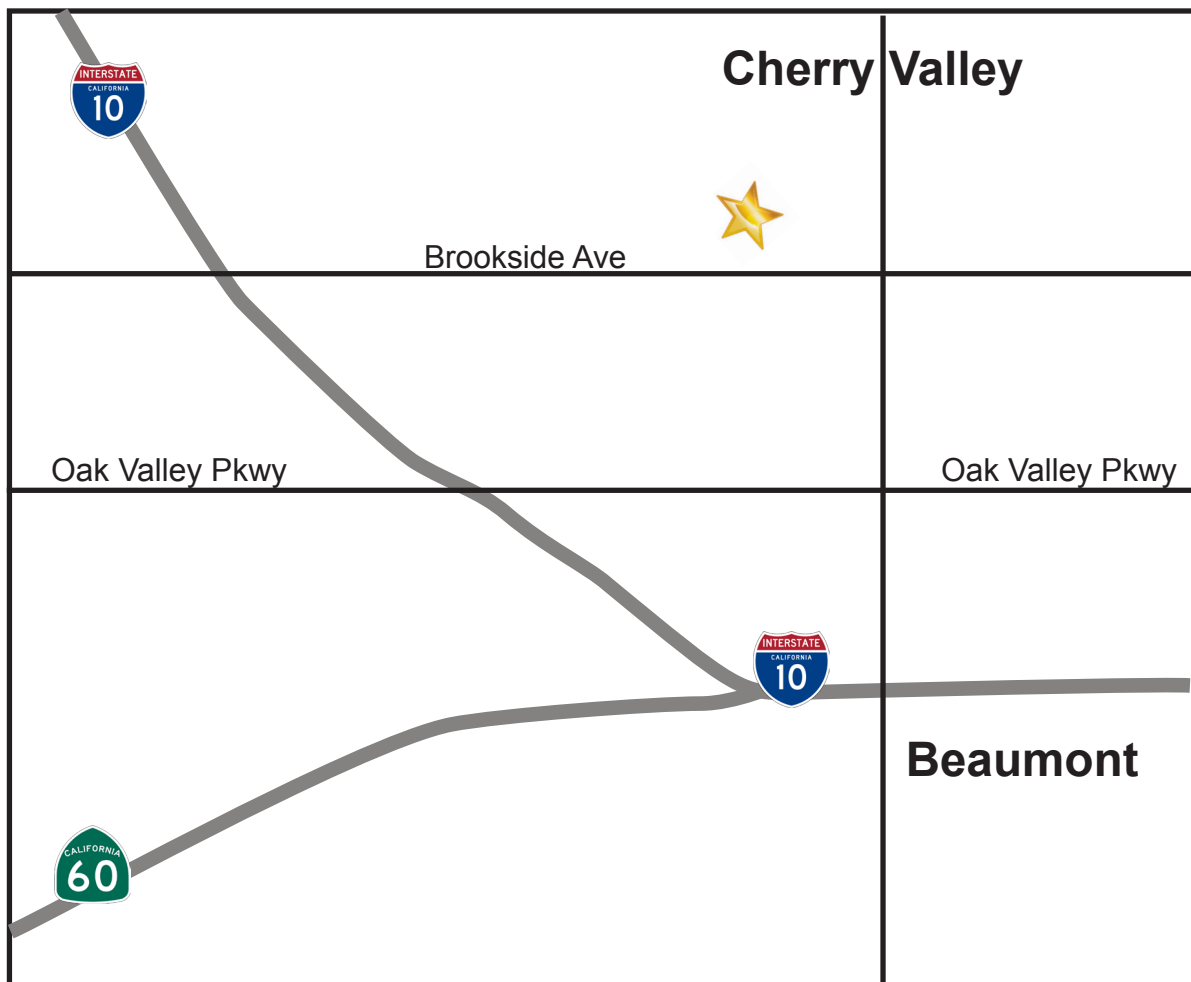 Cherry Valley
INTERSTATE
CALIFORNIA
10
Brookside Ave
Oak Valley Pkwy
Oak Valley Pkwy
INTERSTATE
CALIFORNIA
10
Beaumont
CALIFORNIA
60